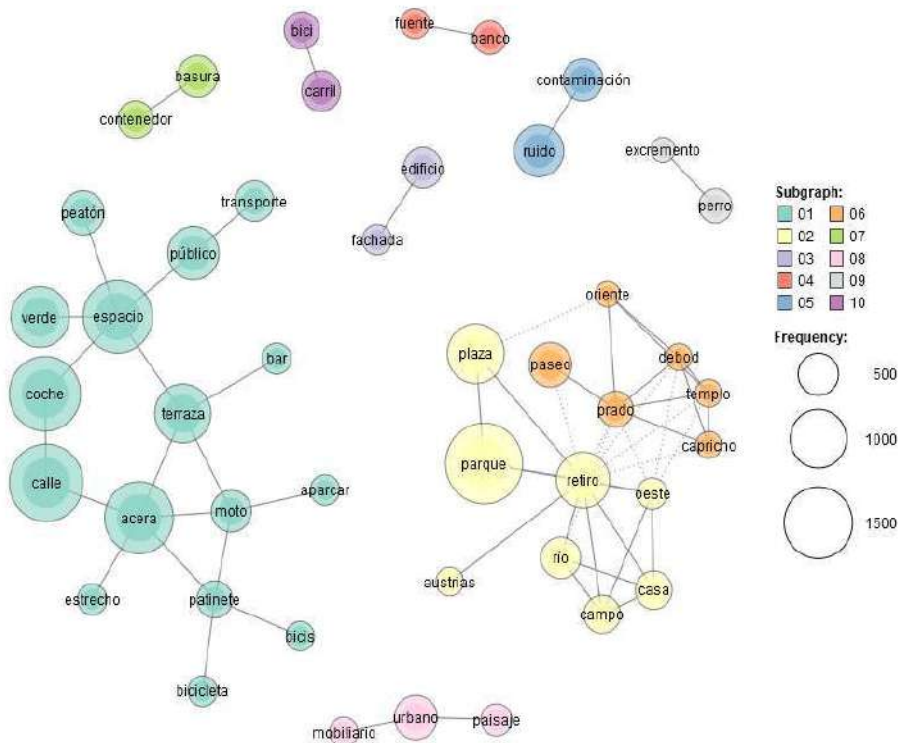 fuente
bici
banco
basura
contaminación
carril
contenedor
ruido
excremento
edificio
perro
transporte
peatón
fachada
público
verde
espacio
coche
bar
terraza
calle
acera
moto
aparcar
estrecho
patinete
bicis
bicicleta
oriente
plaza
paseo
debod
templo
prado
capricho
parque
retiro
oeste
río
austrias
casa
campo
urbano
mobiliario
paisaje
Subgraph:
01 06
02 07
03 08
04 09
05 10
Frequency:
500
1000
1500